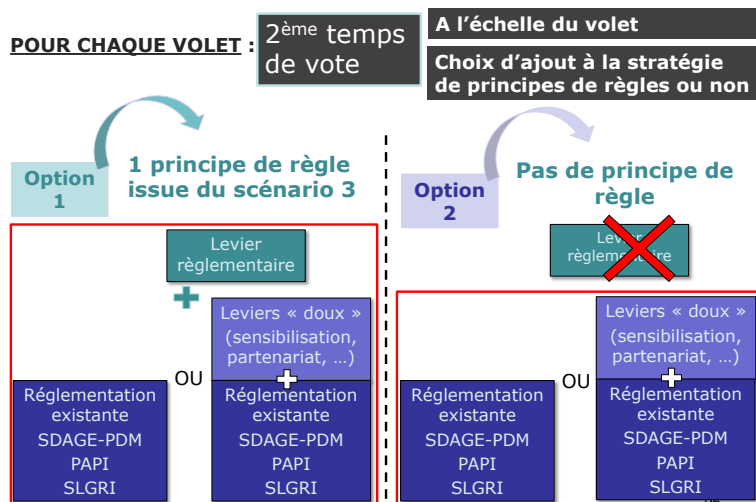 POUR CHAQUE VOLET :
2ème temps
de vote
A l'échelle du volet
Choix d'ajout à la stratégie
de principes de règles ou non
Option
1
1 principe de règle
issue du scénario 3
Levier
règlementaire
Leviers « doux »
(sensibilisation,
partenariat, …)
OU
Réglementation
existante
SDAGE-PDM
PAPI
SLGRI
Réglementation
existante
SDAGE-PDM
PAPI
SLGRI
Option
2
Pas de principe de
règle
Levier
règlementaire
Leviers « doux »
(sensibilisation,
partenariat, …)
OU
Réglementation
existante
SDAGE-PDM
PAPI
SLGRI
Réglementation
existante
SDAGE-PDM
PAPI
SLGRI